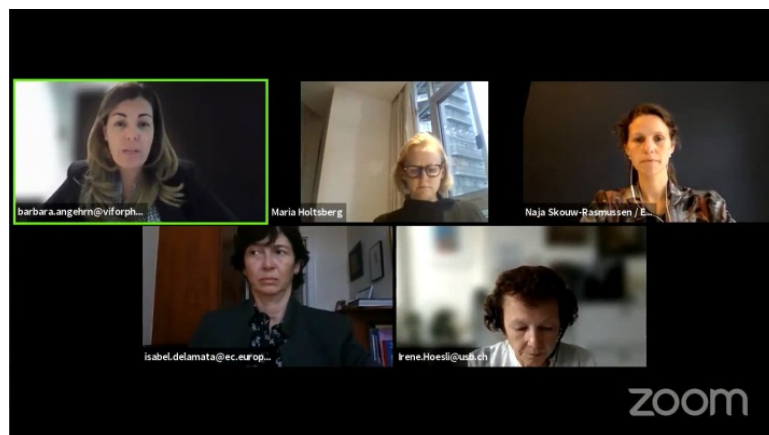 barbara.angehrn@viforph...
Maria Holtsberg
Naja Skouw-Rasmussen / E...
isabel.delamata@ec.europ...
Irene.Hoesli@usb.ch
zoom